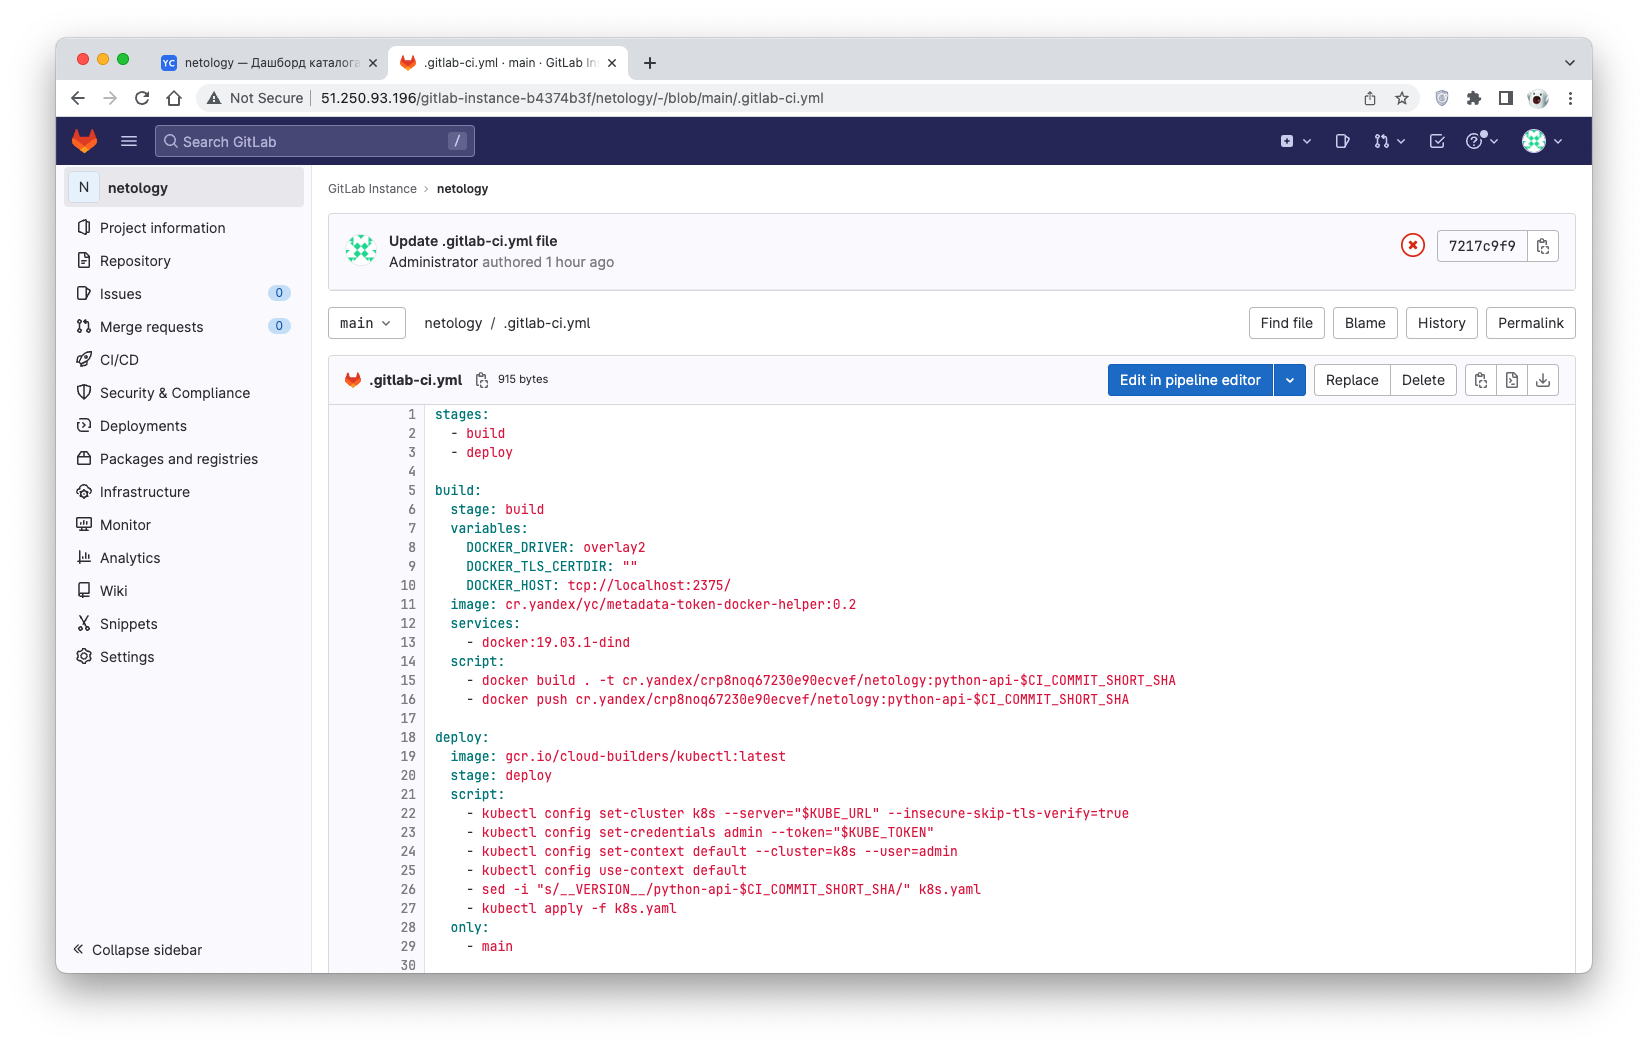 netology — Дашборд каталога
.gitlab-ci.yml · main · GitLab In
Not Secure
51.250.93.196/gitlab-instance-b4374b3f/netology/-/blob/main/.gitlab-ci.yml
Search GitLab /
N netology
Project information
Repository
Issues 0
Merge requests 0
CI/CD
Security & Compliance
Deployments
Packages and registries
Infrastructure
Monitor
Analytics
Wiki
Snippets
Settings
Collapse sidebar
GitLab Instance › netology
Update .gitlab-ci.yml file
Administrator authored 1 hour ago
7217c9f9
main
netology / .gitlab-ci.yml
Find file
Blame
History
Permalink
.gitlab-ci.yml 915 bytes
Edit in pipeline editor
Replace
Delete
1 stages:
2   - build
3   - deploy
4
5 build:
6   stage: build
7   variables:
8     DOCKER_DRIVER: overlay2
9     DOCKER_TLS_CERTDIR: ""
10     DOCKER_HOST: tcp://localhost:2375/
11   image: cr.yandex/yc/metadata-token-docker-helper:0.2
12   services:
13     - docker:19.03.1-dind
14   script:
15     - docker build . -t cr.yandex/crp8noq67230e90ecvef/netology:python-api-$CI_COMMIT_SHORT_SHA
16     - docker push cr.yandex/crp8noq67230e90ecvef/netology:python-api-$CI_COMMIT_SHORT_SHA
17
18 deploy:
19   image: gcr.io/cloud-builders/kubectl:latest
20   stage: deploy
21   script:
22     - kubectl config set-cluster k8s --server="$KUBE_URL" --insecure-skip-tls-verify=true
23     - kubectl config set-credentials admin --token="$KUBE_TOKEN"
24     - kubectl config set-context default --cluster=k8s --user=admin
25     - kubectl config use-context default
26     - sed -i "s/__VERSION__/python-api-$CI_COMMIT_SHORT_SHA/" k8s.yaml
27     - kubectl apply -f k8s.yaml
28   only:
29     - main
30